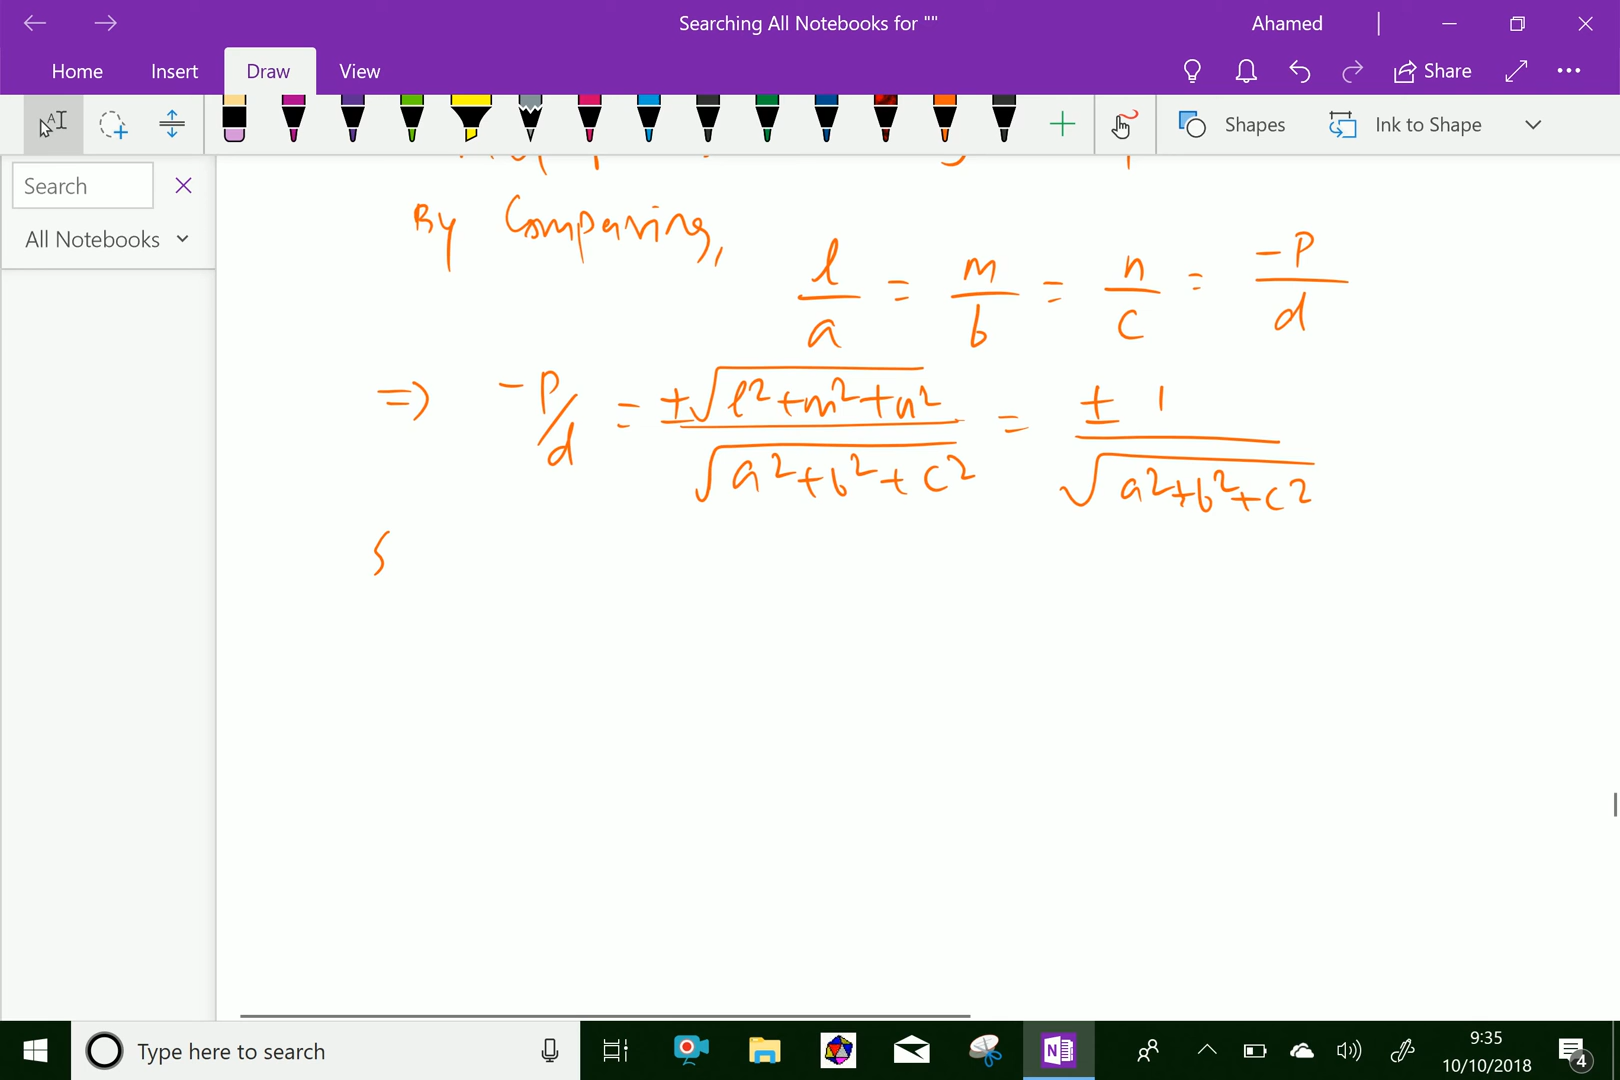 Searching All Notebooks for ""
Ahamed
Home Insert Draw View
Share
Shapes
Ink to Shape
Search
All Notebooks
By Comparing,
l/a = m/b = n/c = -P/d
=> -P/d = ±√(l²+m²+n²)/√(a²+b²+c²) = ±1/√(a²+b²+c²)
S
Type here to search
9:35
10/10/2018
4